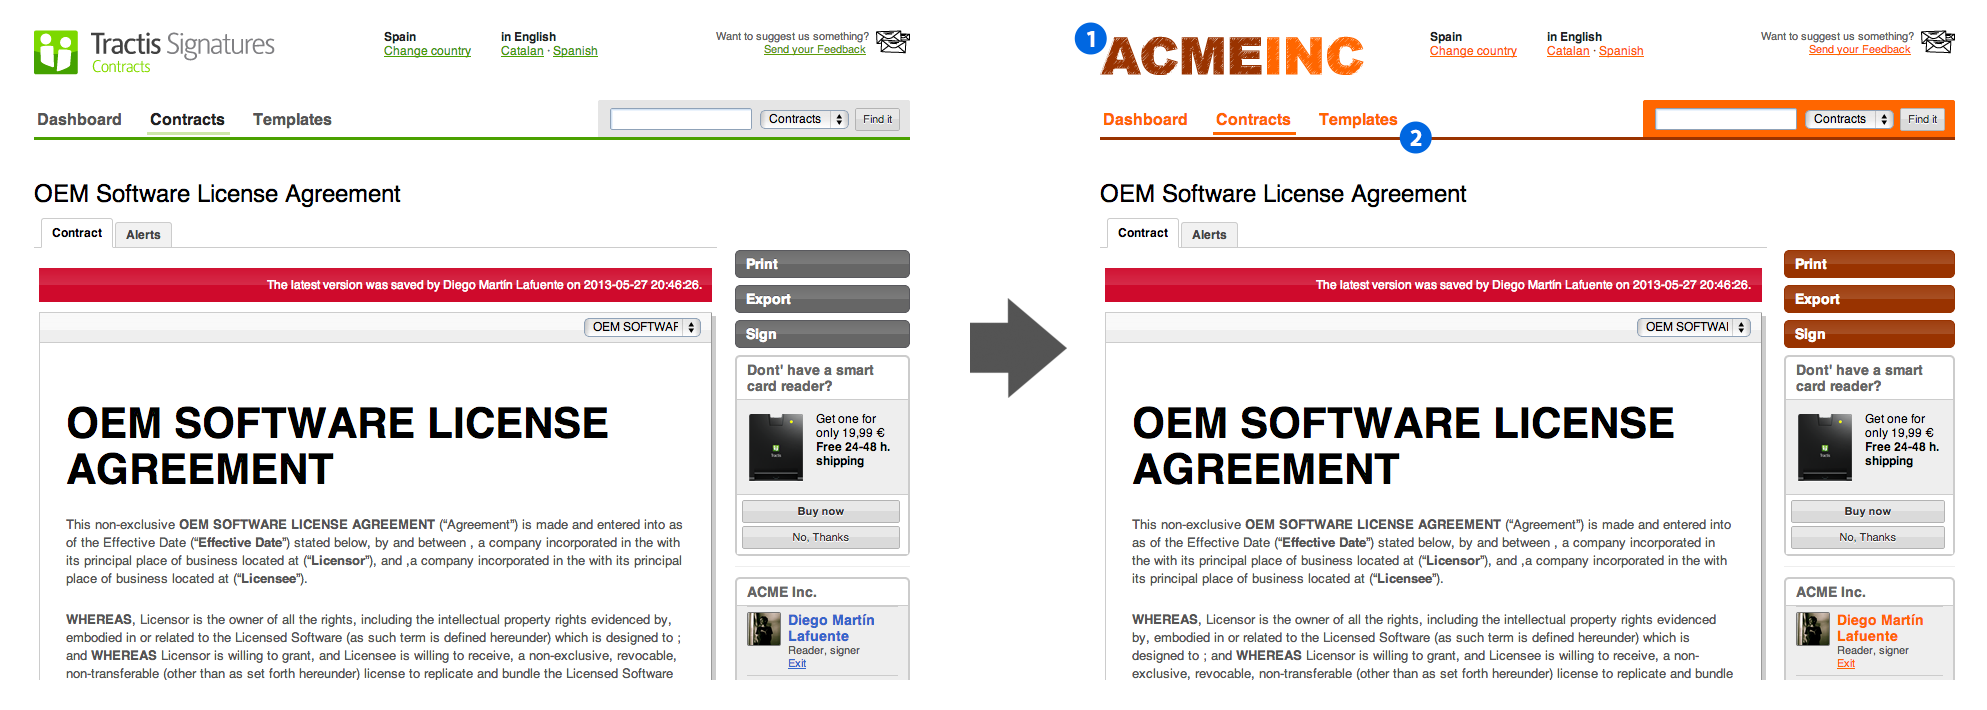 Tractis Signatures
Contracts
Spain
Change country
in English
Catalan · Spanish
Want to suggest us something?
Send your Feedback
Dashboard
Contracts
Templates
Contracts
Find it
OEM Software License Agreement
Contract
Alerts
The latest version was saved by Diego Martín Lafuente on 2013-05-27 20:46:26.
OEM SOFTWAF
OEM SOFTWARE LICENSE
AGREEMENT
This non-exclusive OEM SOFTWARE LICENSE AGREEMENT (“Agreement”) is made and entered into as
of the Effective Date (“Effective Date”) stated below, by and between , a company incorporated in the with
its principal place of business located at (“Licensor”), and ,a company incorporated in the with its principal
place of business located at (“Licensee”).
WHEREAS, Licensor is the owner of all the rights, including the intellectual property rights evidenced by,
embodied in or related to the Licensed Software (as such term is defined hereunder) which is designed to ;
and WHEREAS Licensor is willing to grant, and Licensee is willing to receive, a non-exclusive, revocable,
non-transferable (other than as set forth hereunder) license to replicate and bundle the Licensed Software
Print
Export
Sign
Dont' have a smart
card reader?
Tractis
Get one for
only 19,99 €
Free 24-48 h.
shipping
Buy now
No, Thanks
ACME Inc.
Diego Martín
Lafuente
Reader, signer
Exit
1
ACMEINC
Spain
Change country
in English
Catalan · Spanish
Want to suggest us something?
Send your Feedback
Dashboard
Contracts
Templates
2
Contracts
Find it
OEM Software License Agreement
Contract
Alerts
The latest version was saved by Diego Martín Lafuente on 2013-05-27 20:46:26.
OEM SOFTWAI
OEM SOFTWARE LICENSE
AGREEMENT
This non-exclusive OEM SOFTWARE LICENSE AGREEMENT (“Agreement”) is made and entered into
as of the Effective Date (“Effective Date”) stated below, by and between , a company incorporated in
the with its principal place of business located at (“Licensor”), and ,a company incorporated in the with
its principal place of business located at (“Licensee”).
WHEREAS, Licensor is the owner of all the rights, including the intellectual property rights evidenced
by, embodied in or related to the Licensed Software (as such term is defined hereunder) which is
designed to ; and WHEREAS Licensor is willing to grant, and Licensee is willing to receive, a non-
exclusive, revocable, non-transferable (other than as set forth hereunder) license to replicate and bundle
Print
Export
Sign
Dont' have a smart
card reader?
Tractis
Get one for
only 19,99 €
Free 24-48 h.
shipping
Buy now
No, Thanks
ACME Inc.
Diego Martín
Lafuente
Reader, signer
Exit